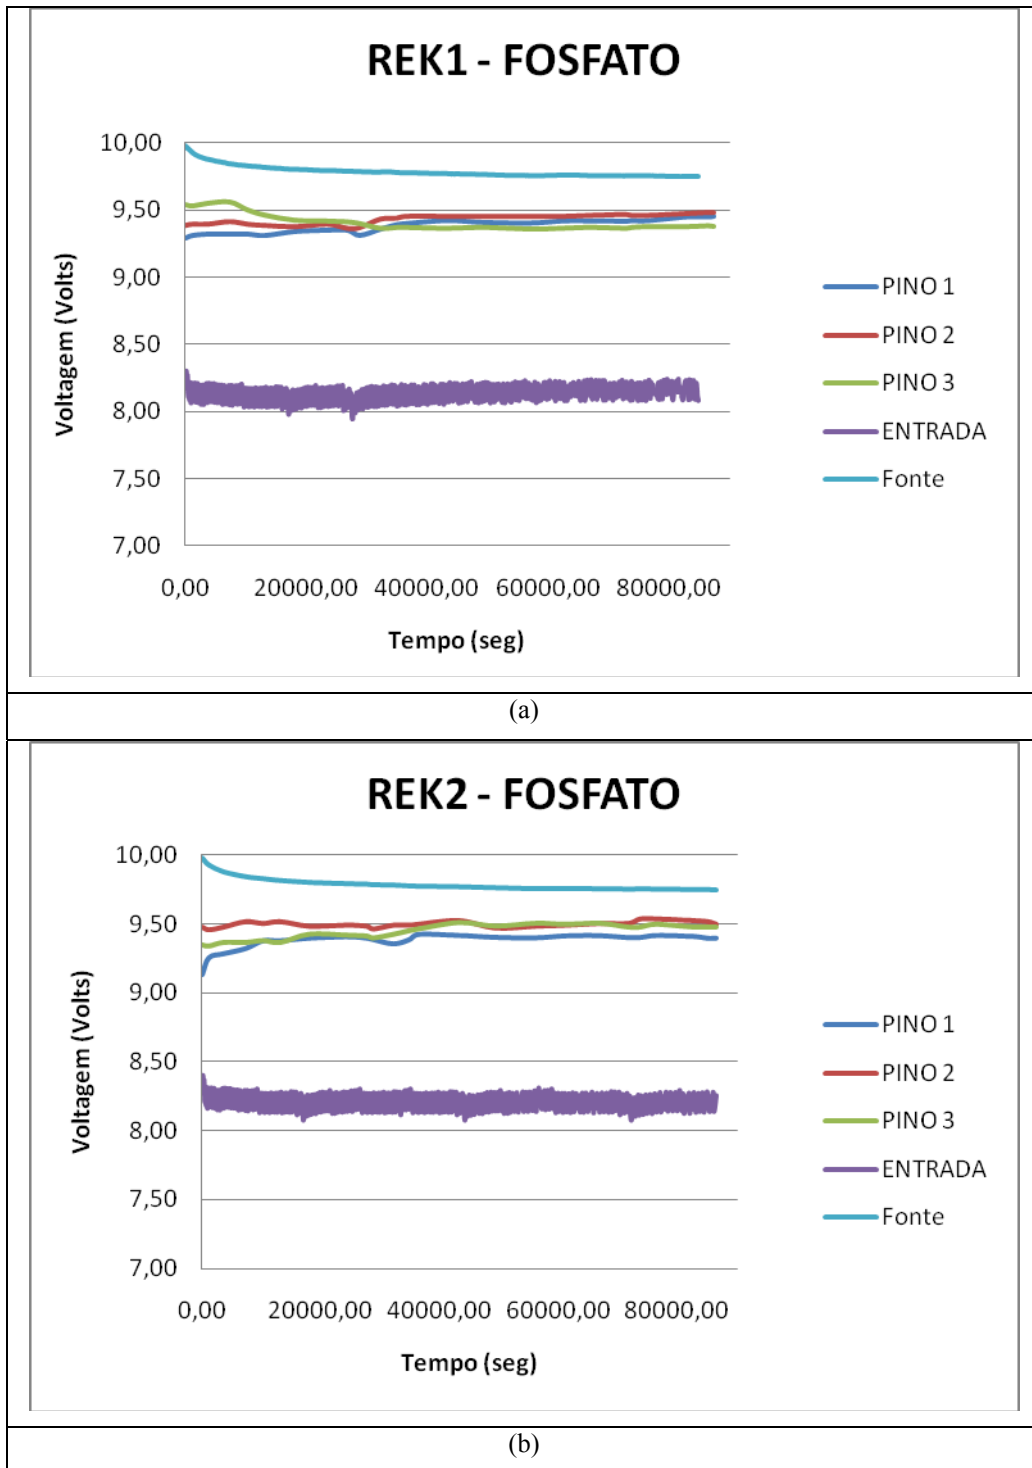 REK1 - FOSFATO
10,00
9,50
9,00
8,50
8,00
7,50
7,00
Voltagem (Volts)
0,00 20000,00 40000,00 60000,00 80000,00
Tempo (seg)
PINO 1
PINO 2
PINO 3
ENTRADA
Fonte
(a)
REK2 - FOSFATO
10,00
9,50
9,00
8,50
8,00
7,50
7,00
Voltagem (Volts)
0,00 20000,00 40000,00 60000,00 80000,00
Tempo (seg)
PINO 1
PINO 2
PINO 3
ENTRADA
Fonte
(b)